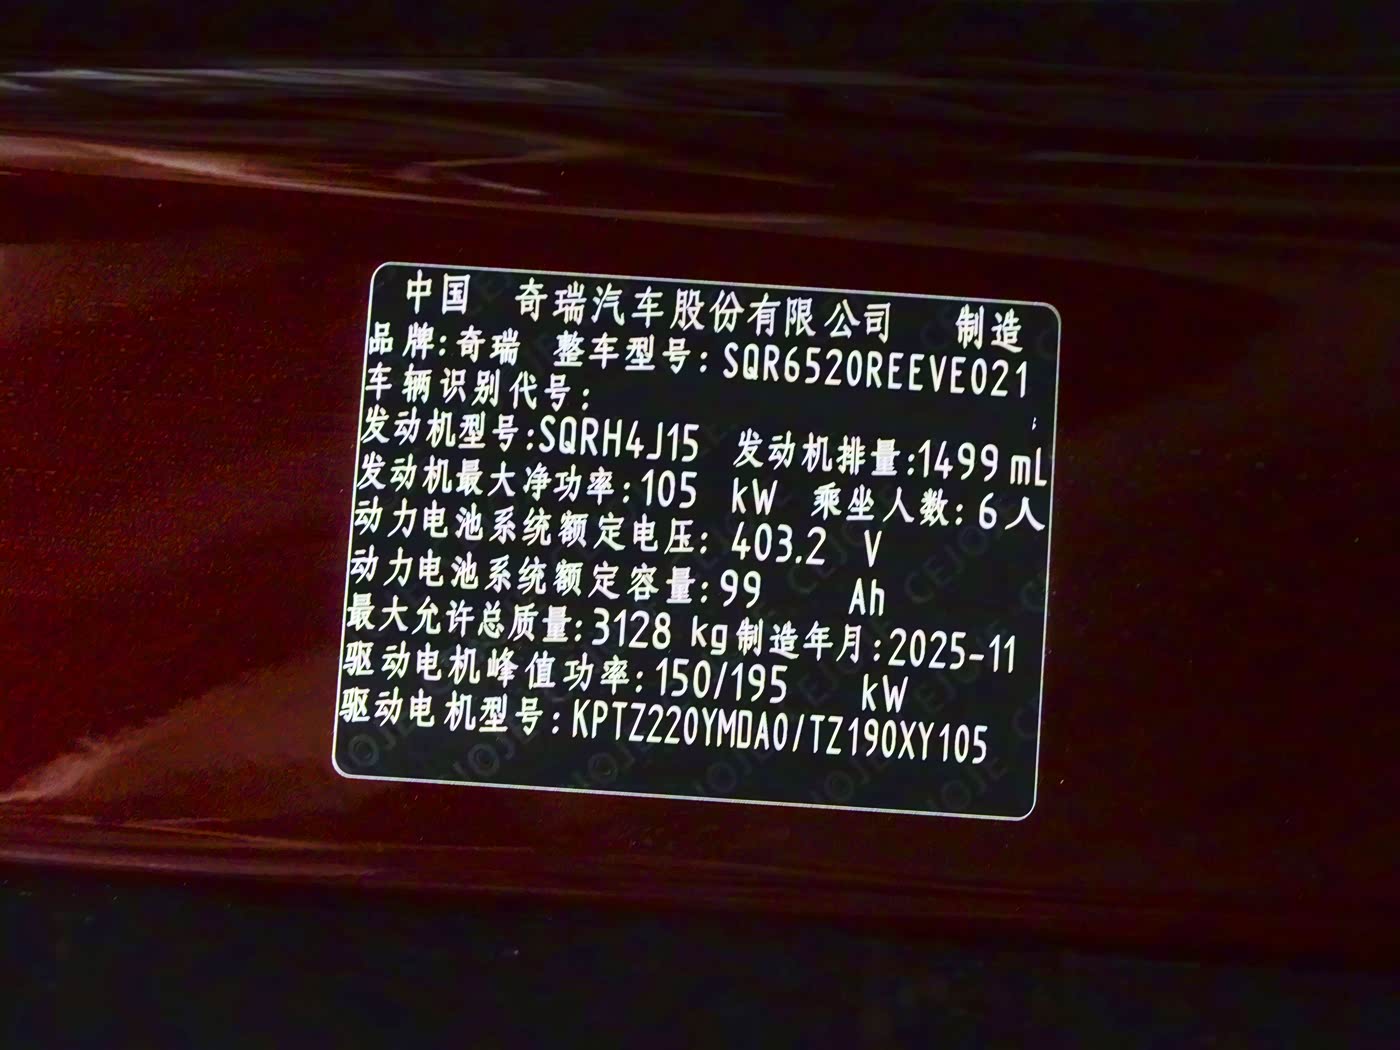 中国 奇瑞汽车股份有限公司 制造
品牌:奇瑞 整车型号:SQR6520REEVE021
车辆识别代号:
发动机型号:SQRH4J15 发动机排量:1499 mL
发动机最大净功率:105 kW 乘坐人数:6人
动力电池系统额定电压:403.2 V
动力电池系统额定容量:99 Ah
最大允许总质量:3128 kg 制造年月:2025-11
驱动电机峰值功率:150/195 kW
驱动电机型号:KPTZ220YMDA0/TZ190XY105